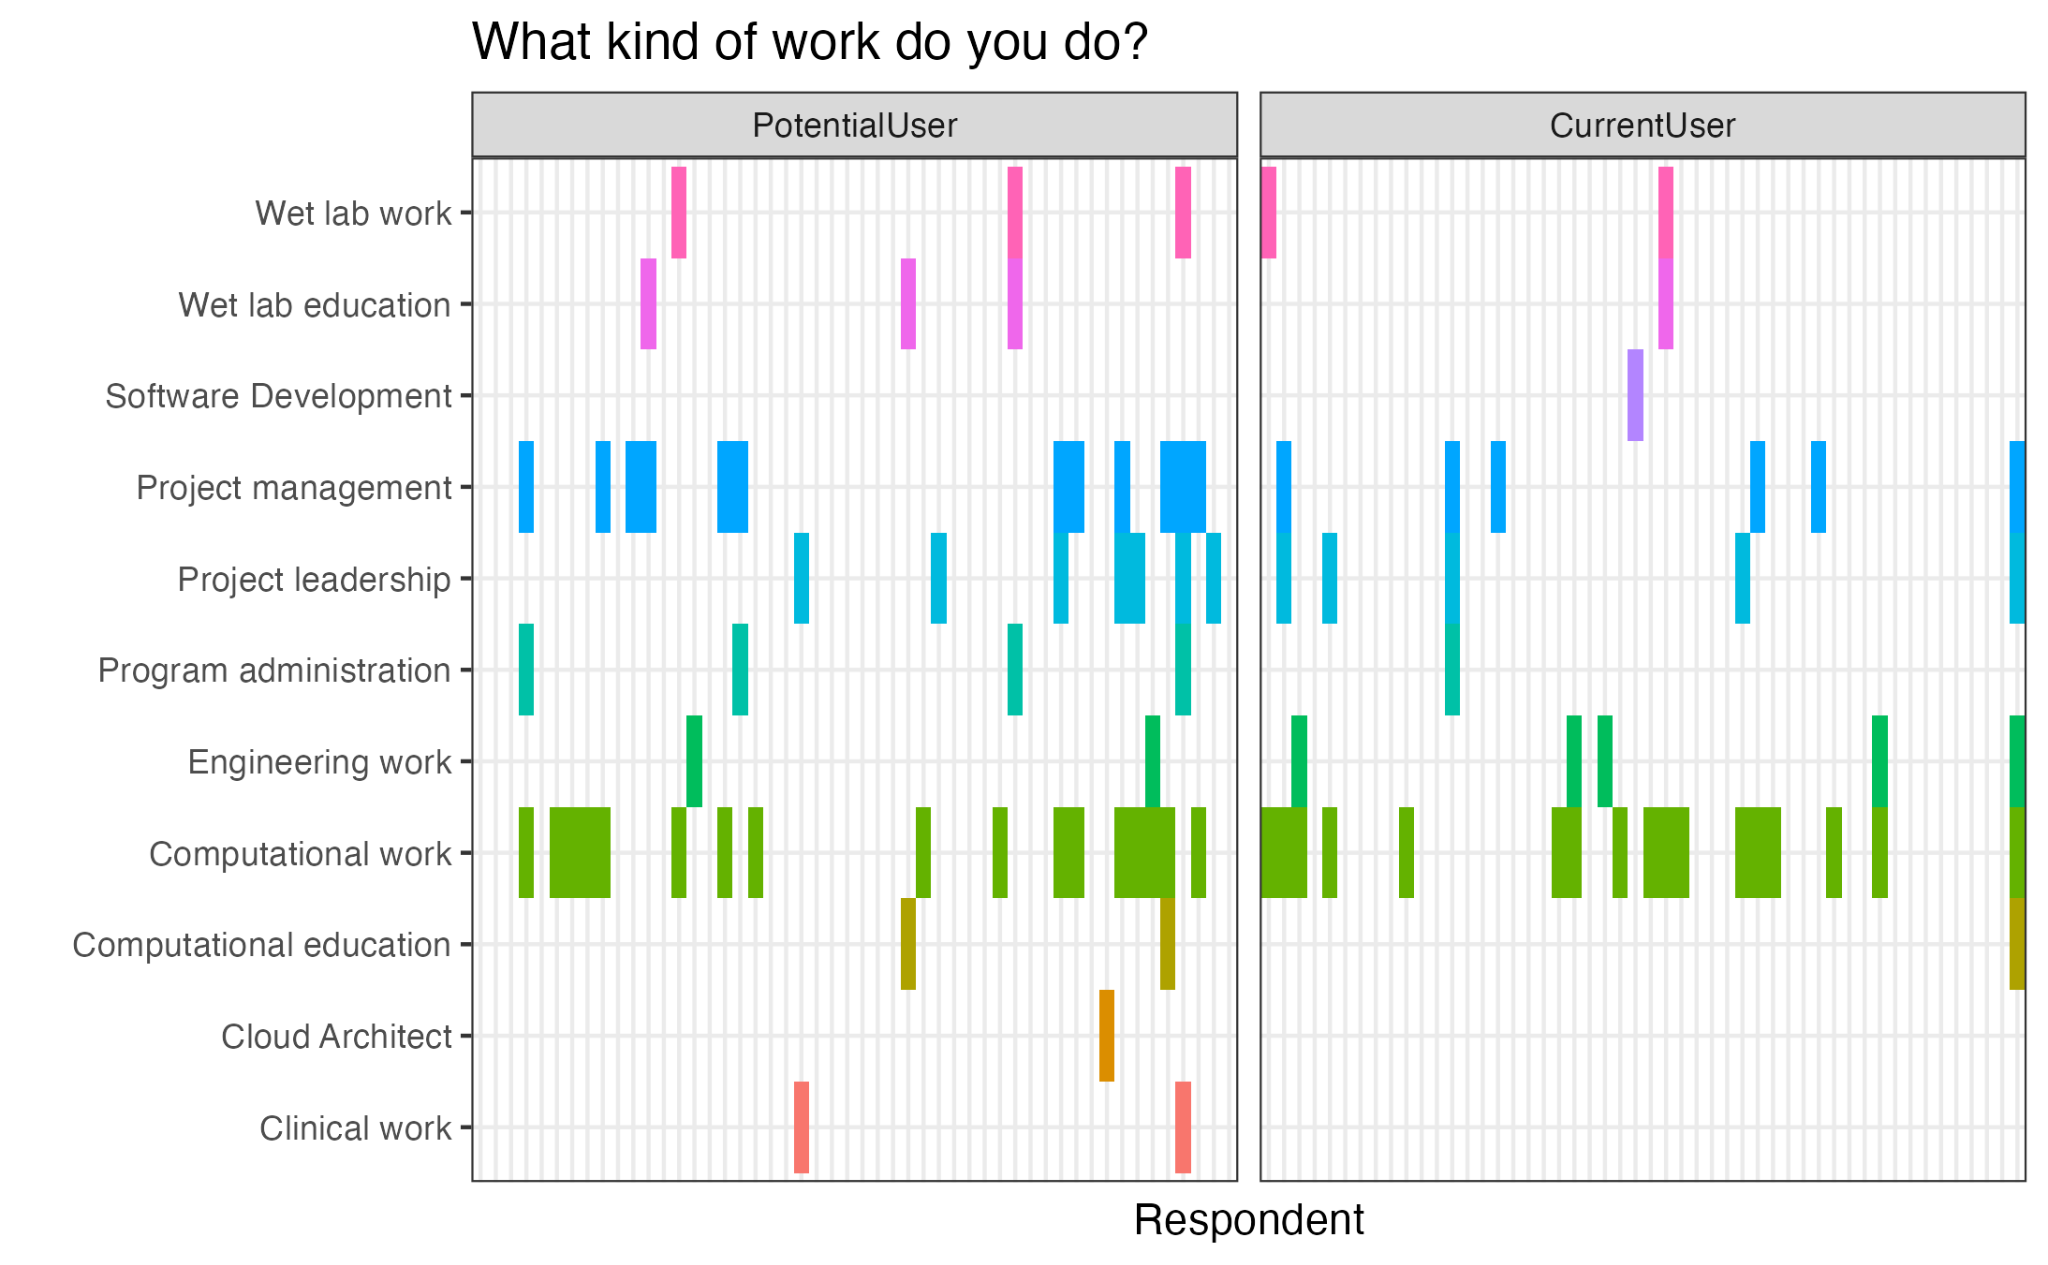 What kind of work do you do?
PotentialUser
CurrentUser
Wet lab work
Wet lab education
Software Development
Project management
Project leadership
Program administration
Engineering work
Computational work
Computational education
Cloud Architect
Clinical work
Respondent